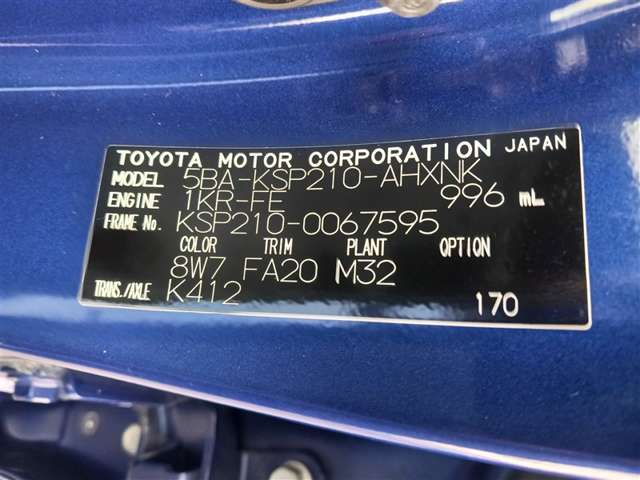 TOYOTA MOTOR CORPORATION JAPAN
MODEL 5BA-KSP210-AHXNK
ENGINE 1KR-FE 996 mL
FRAME No. KSP210-0067595
COLOR TRIM PLANT OPTION
8W7 FA20 M32
TRANS./AXLE K412
170